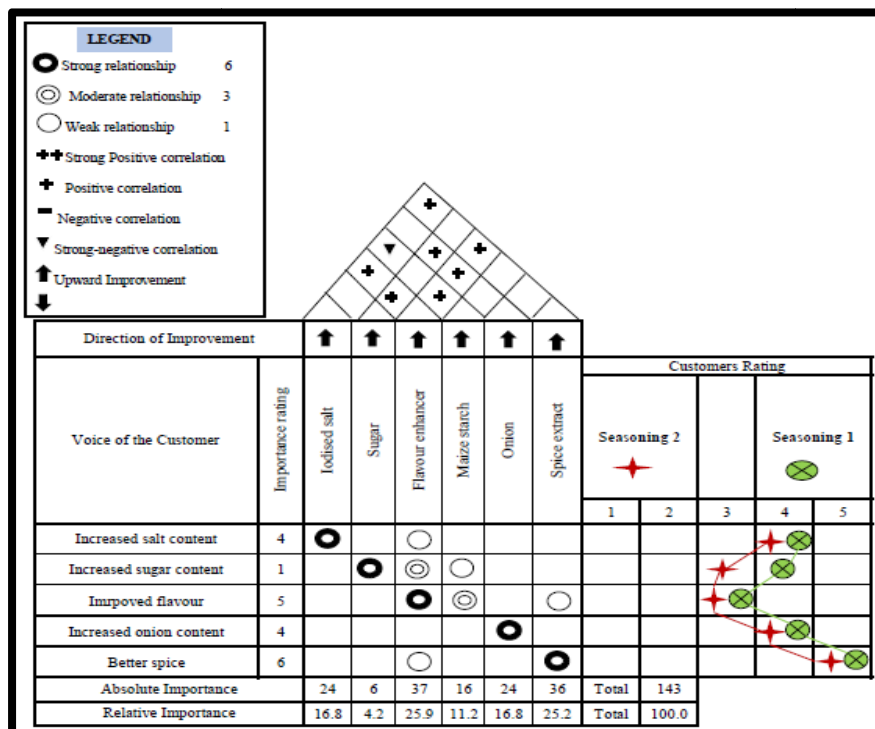 LEGEND
Strong relationship 6
Moderate relationship 3
Weak relationship 1
++ Strong Positive correlation
+ Positive correlation
- Negative correlation
▼ Strong-negative correlation
⬆ Upward Improvement
⬇
Direction of Improvement
Customers Rating
Voice of the Customer
Importance rating
Iodised salt
Sugar
Flavour enhancer
Maize starch
Onion
Spice extract
Seasoning 2
Seasoning 1
1 2 3 4 5
Increased salt content 4
Increased sugar content 1
Imrpoved flavour 5
Increased onion content 4
Better spice 6
Absolute Importance 24 6 37 16 24 36 Total 143
Relative Importance 16.8 4.2 25.9 11.2 16.8 25.2 Total 100.0